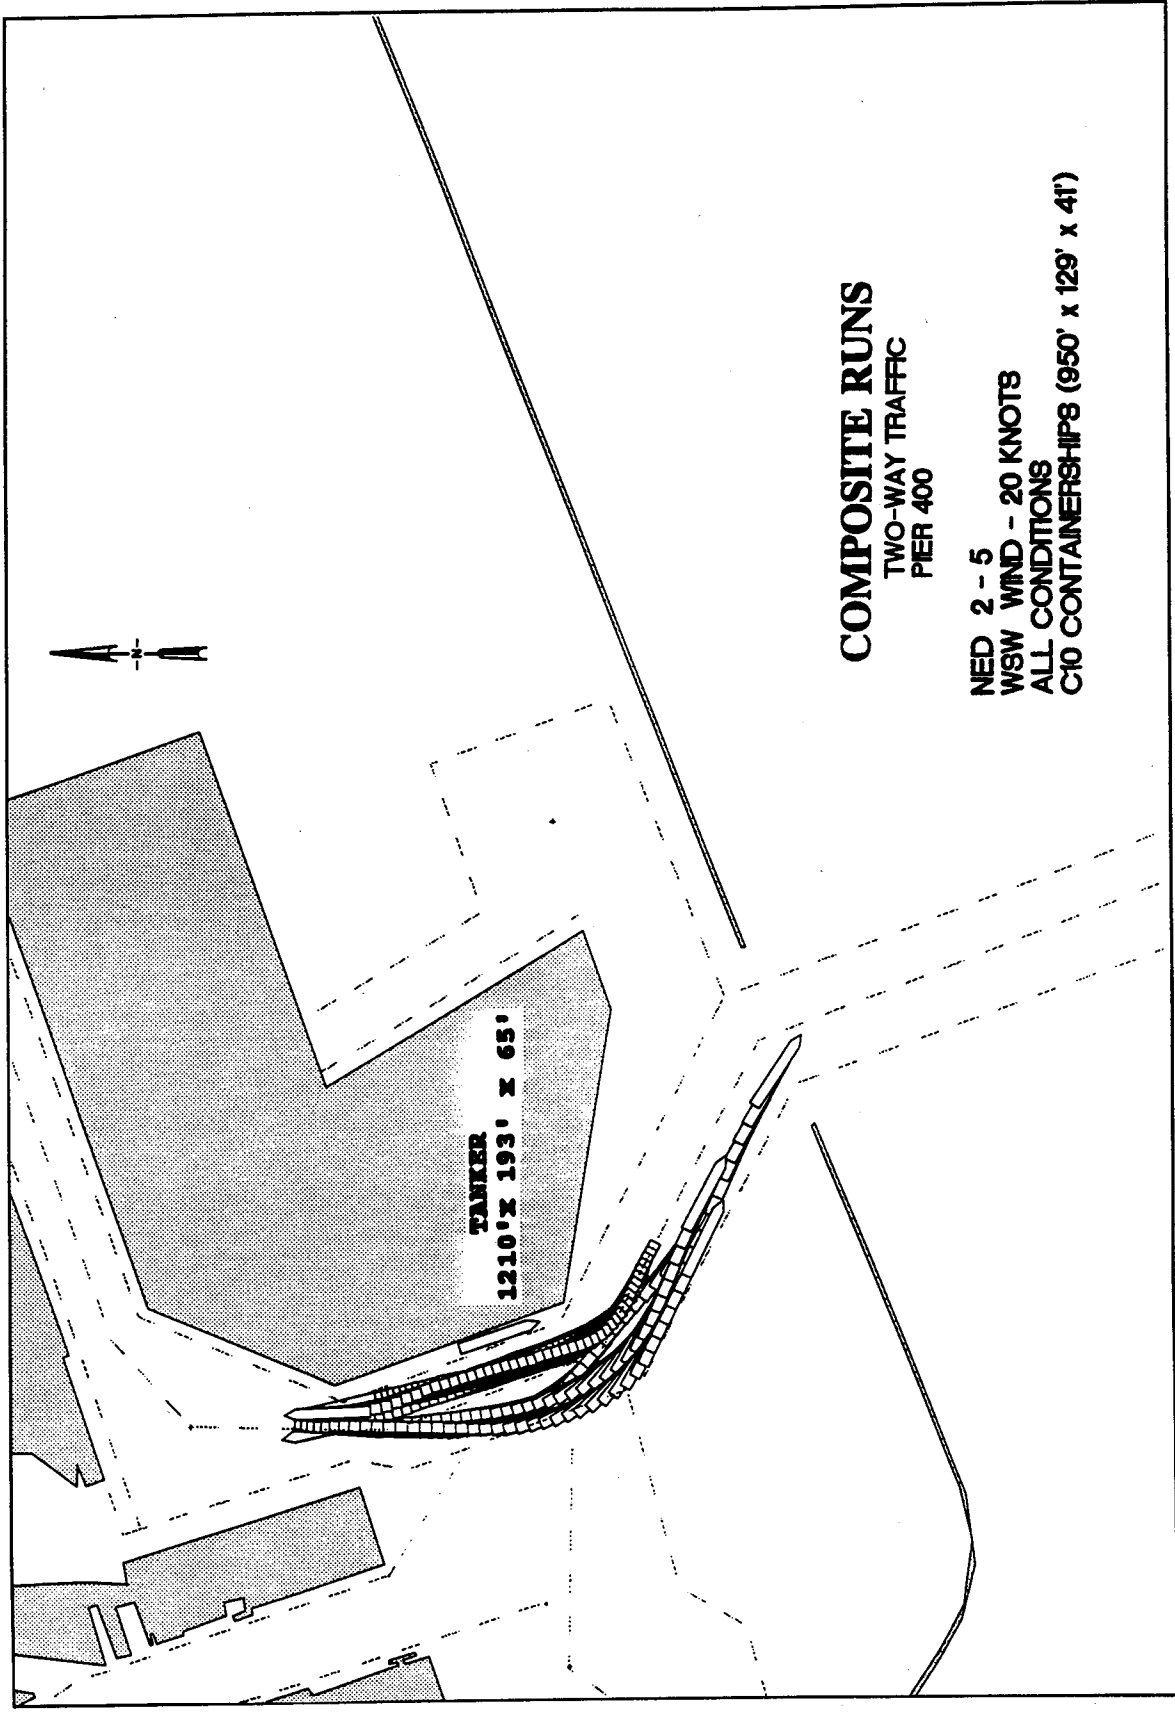 COMPOSITE RUNS
TWO-WAY TRAFFIC
PIER 400
NED 2 - 5
WSW WIND - 20 KNOTS
ALL CONDITIONS
C10 CONTAINERSHIPS (950' x 129' x 41')
TANKER
1210'X 193' X 65'
-N-